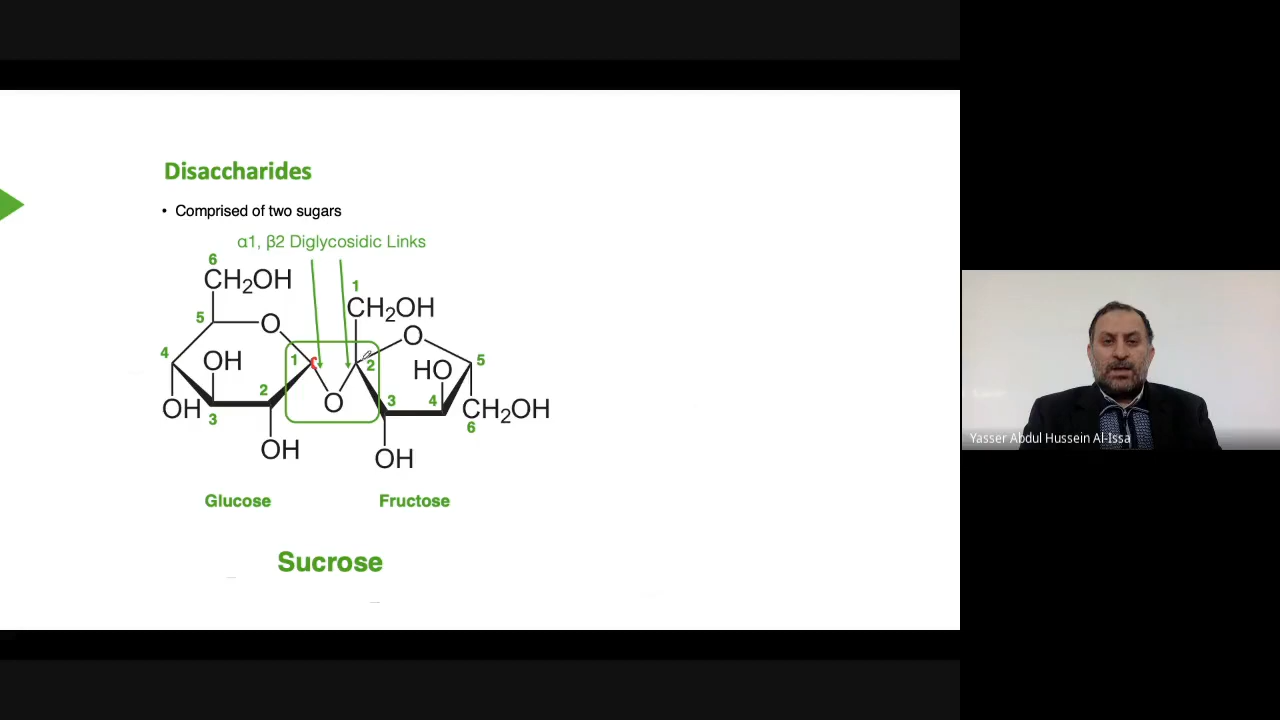 Disaccharides
• Comprised of two sugars
α1, β2 Diglycosidic Links
6
CH2OH
1
CH2OH
5
O
O
4
OH
1
c
2
HO
5
2
OH
3
O
3
4
CH2OH
6
OH
OH
Glucose
Fructose
Sucrose
Yasser Abdul Hussein Al-Issa